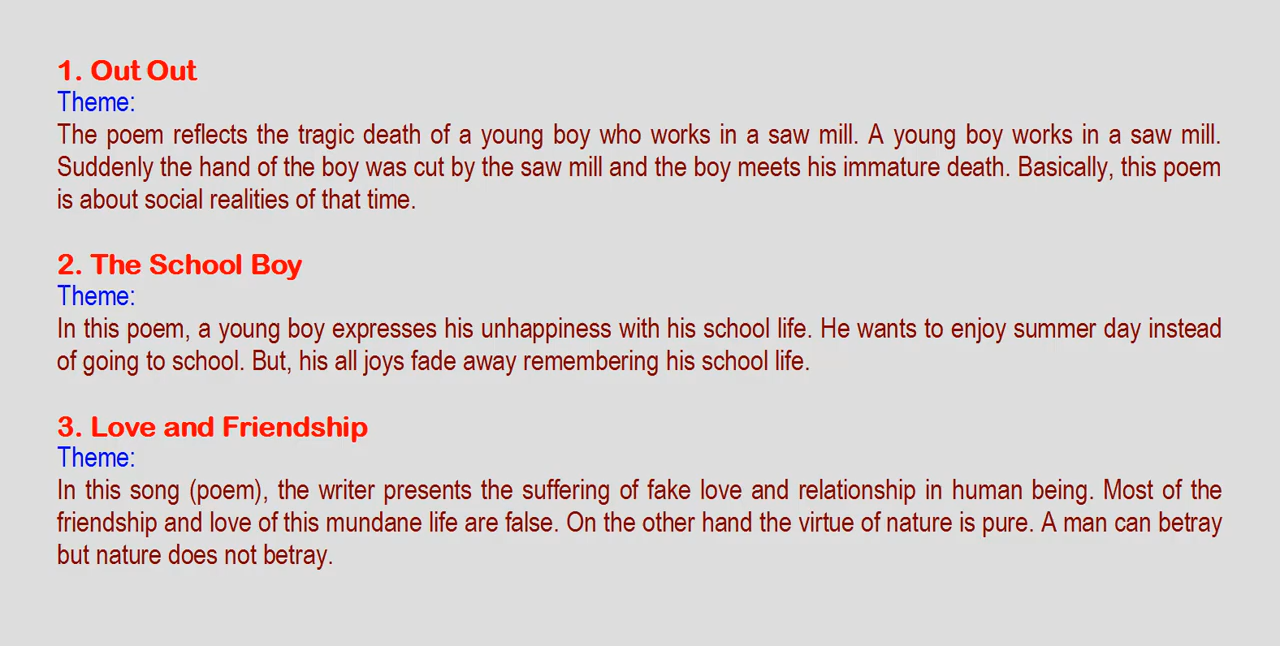 1. Out Out
Theme:
The poem reflects the tragic death of a young boy who works in a saw mill. A young boy works in a saw mill.
Suddenly the hand of the boy was cut by the saw mill and the boy meets his immature death. Basically, this poem
is about social realities of that time.
2. The School Boy
Theme:
In this poem, a young boy expresses his unhappiness with his school life. He wants to enjoy summer day instead
of going to school. But, his all joys fade away remembering his school life.
3. Love and Friendship
Theme:
In this song (poem), the writer presents the suffering of fake love and relationship in human being. Most of the
friendship and love of this mundane life are false. On the other hand the virtue of nature is pure. A man can betray
but nature does not betray.